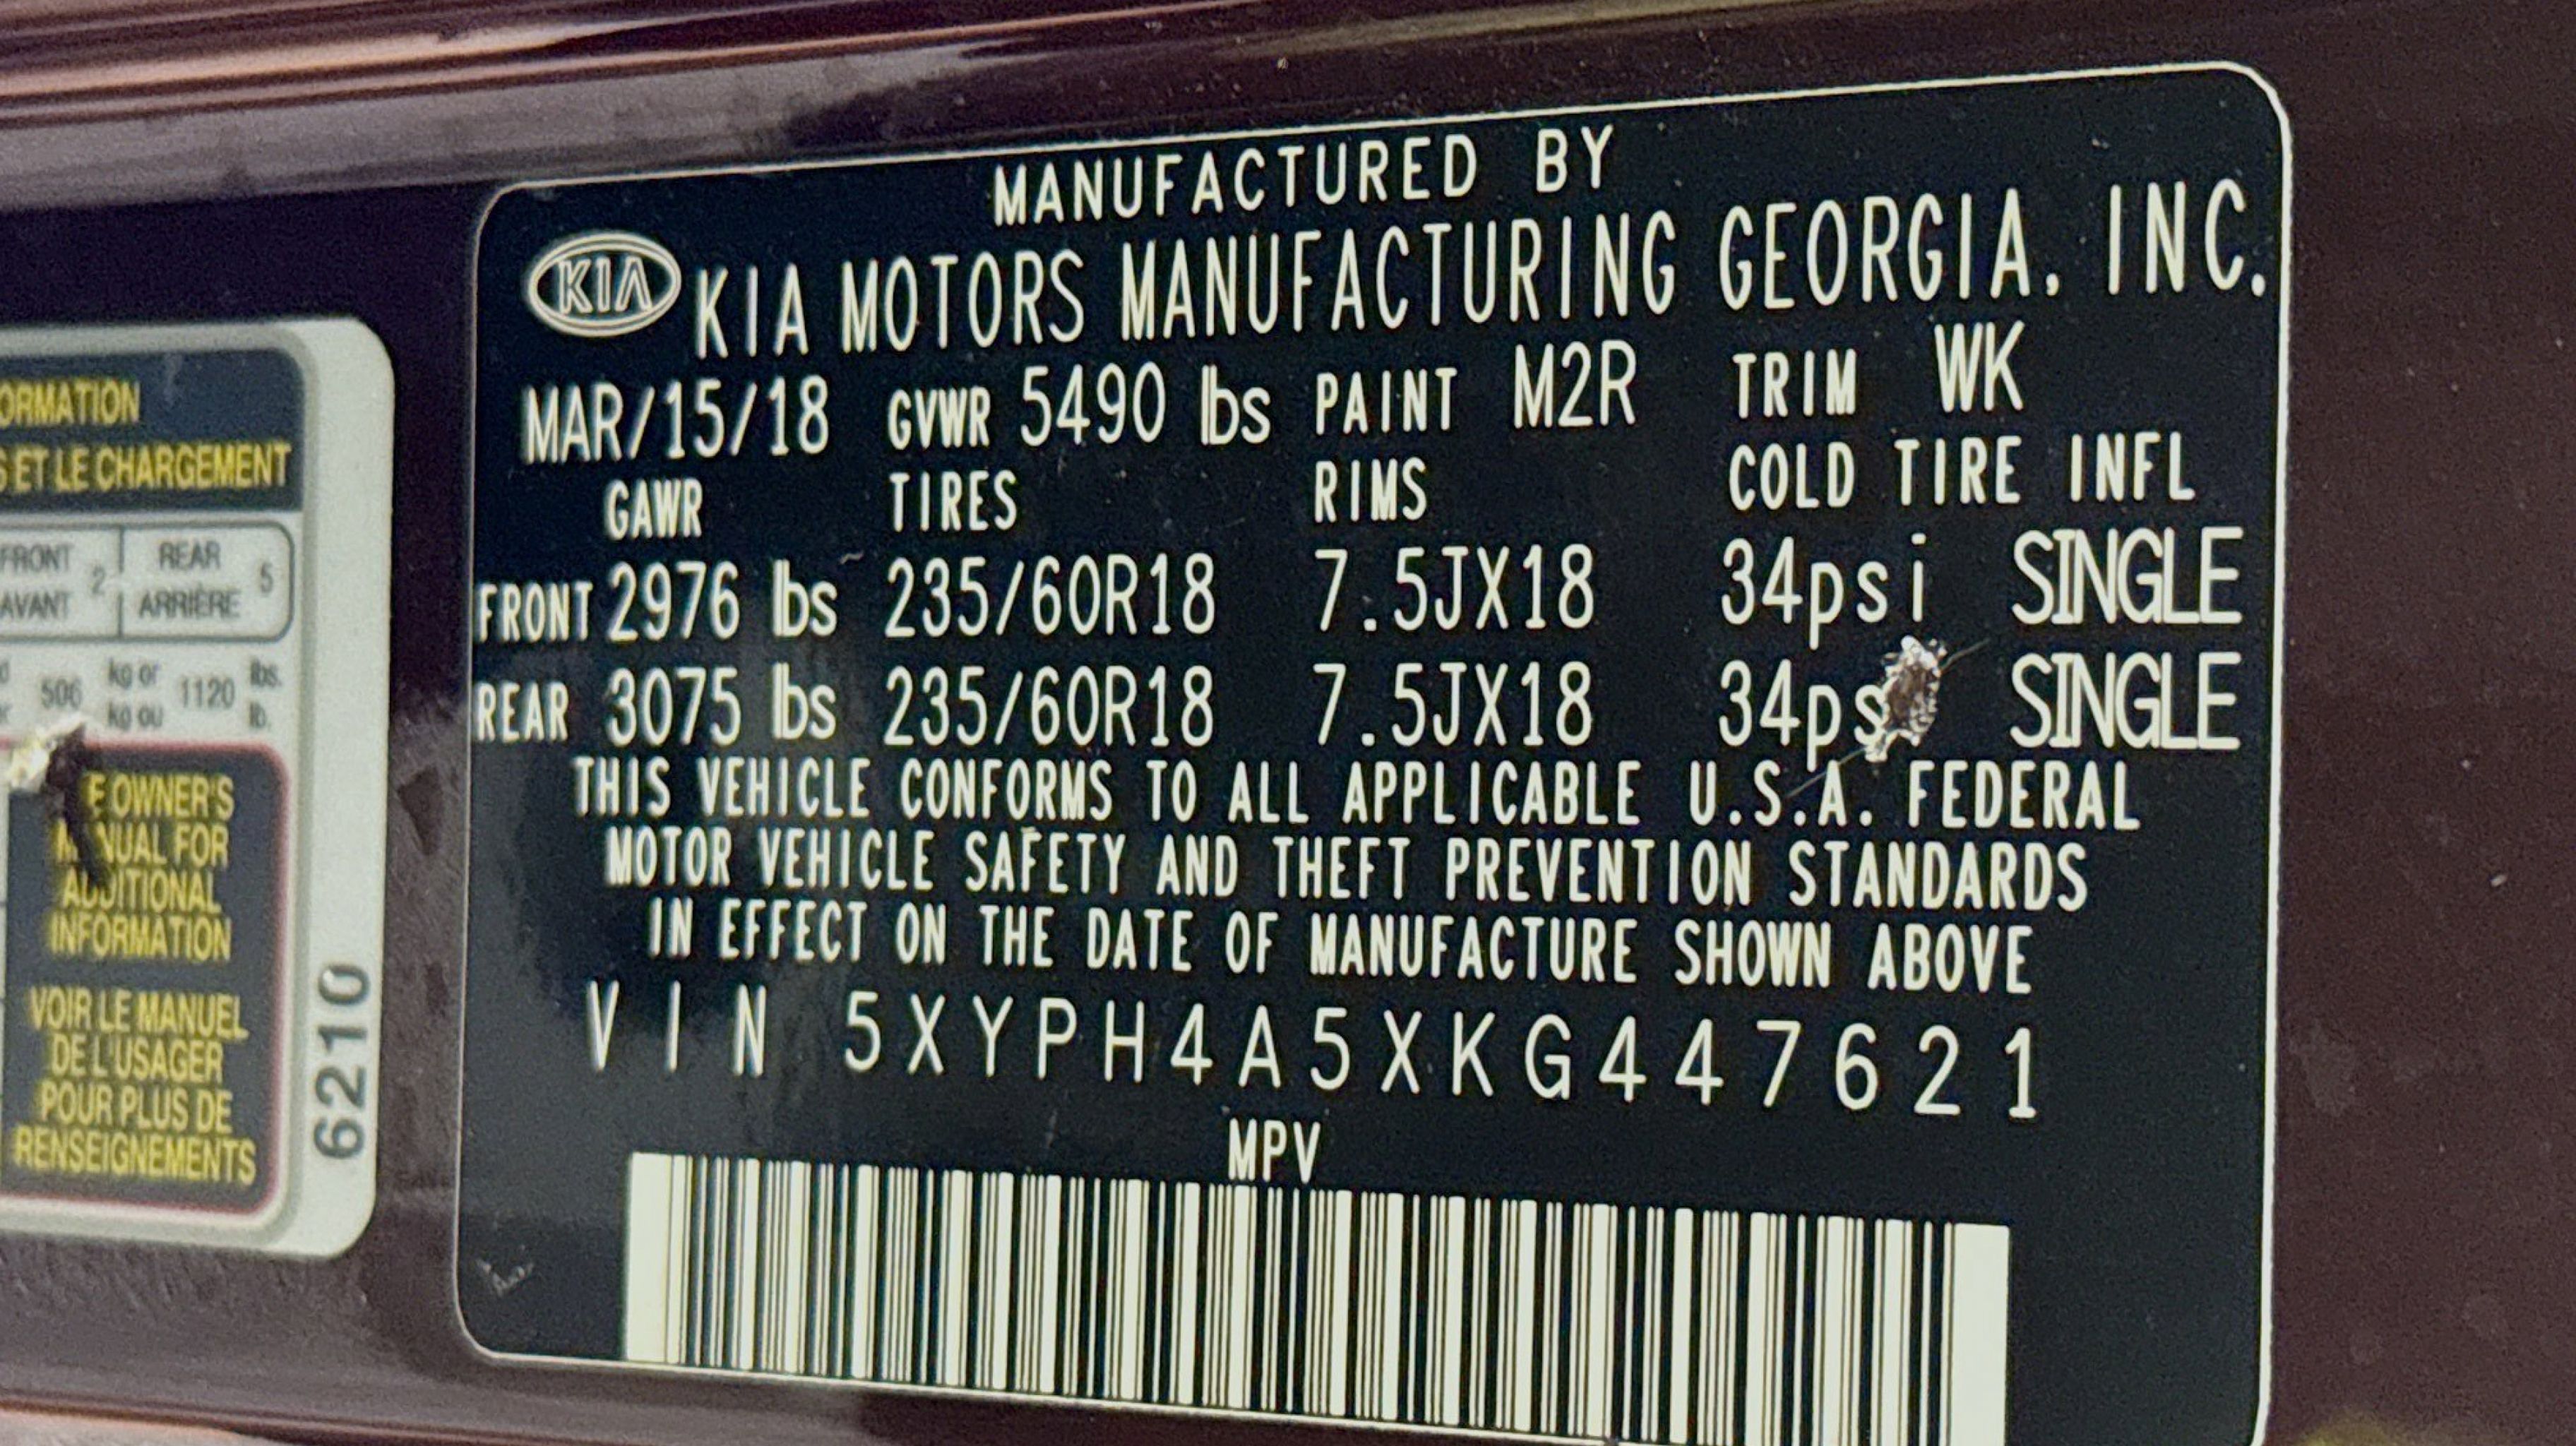 ORMATION
S ET LE CHARGEMENT
FRONT 2 REAR 5
AVANT ARRIÈRE
506 kg or 1120 lbs.
kg ou lb.
OWNER'S
MANUAL FOR
ADDITIONAL
INFORMATION
VOIR LE MANUEL
DE L'USAGER
POUR PLUS DE
RENSEIGNEMENTS
6210
MANUFACTURED BY
KIA KIA MOTORS MANUFACTURING GEORGIA, INC.
MAR/15/18 GVWR 5490 lbs PAINT M2R TRIM WK
GAWR TIRES RIMS COLD TIRE INFL
FRONT 2976 lbs 235/60R18 7.5JX18 34psi SINGLE
REAR 3075 lbs 235/60R18 7.5JX18 34psi SINGLE
THIS VEHICLE CONFORMS TO ALL APPLICABLE U.S.A. FEDERAL
MOTOR VEHICLE SAFETY AND THEFT PREVENTION STANDARDS
IN EFFECT ON THE DATE OF MANUFACTURE SHOWN ABOVE
VIN 5XYPH4A5XKG447621
MPV